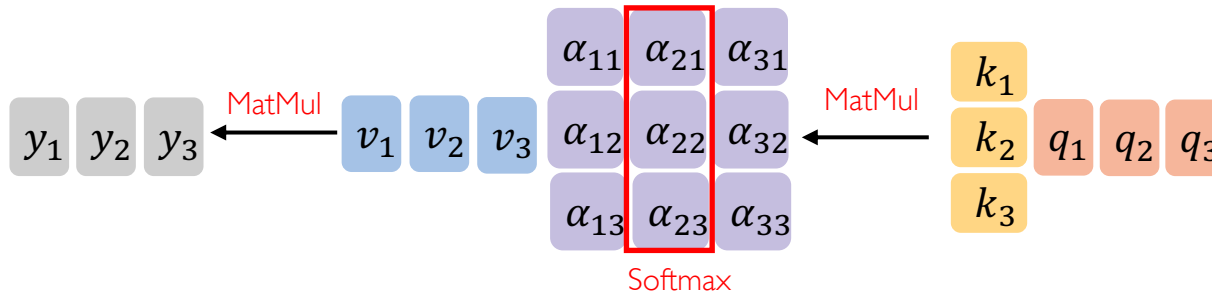 α₁₁ α₂₁ α₃₁
k₁
MatMul
MatMul
y₁ y₂ y₃
v₁ v₂ v₃
α₁₂ α₂₂ α₃₂
k₂
q₁ q₂ q₃
α₁₃ α₂₃ α₃₃
k₃
Softmax